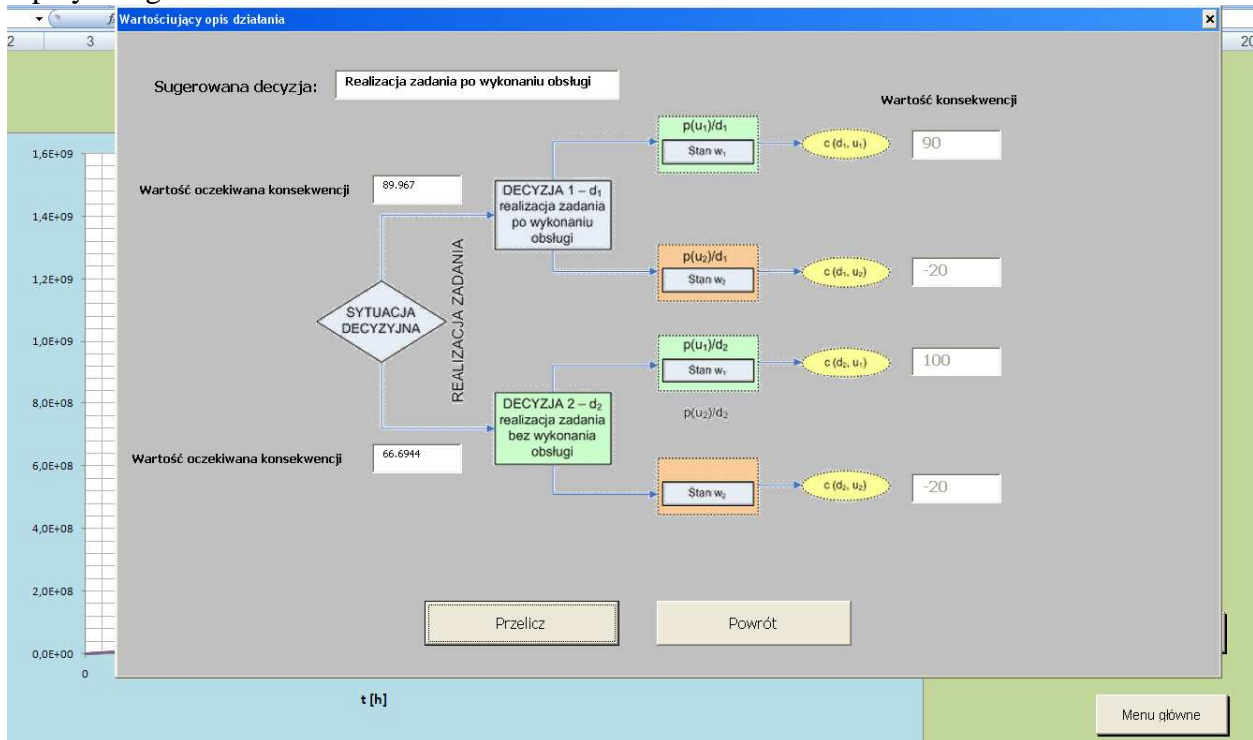 Wartościujący opis działania
2
3
20
Sugerowana decyzja:
Realizacja zadania po wykonaniu obsługi
Wartość konsekwencji
p(u₁)/d₁
Stan w₁
c (d₁, u₁)
90
1,6E+09
1,4E+09
1,2E+09
1,0E+09
8,0E+08
6,0E+08
4,0E+08
2,0E+08
0,0E+00
0
t [h]
Wartość oczekiwana konsekwencji
89.967
DECYZJA 1 – d₁
realizacja zadania
po wykonaniu
obsługi
p(u₂)/d₁
Stan w₂
c (d₁, u₂)
-20
SYTUACJA
DECYZYJNA
REALIZACJA ZADANIA
p(u₁)/d₂
Stan w₁
c (d₂, u₁)
100
DECYZJA 2 – d₂
realizacja zadania
bez wykonania
obsługi
p(u₂)/d₂
Wartość oczekiwana konsekwencji
66.6944
Stan w₂
c (d₂, u₂)
-20
Przelicz
Powrót
Menu główne